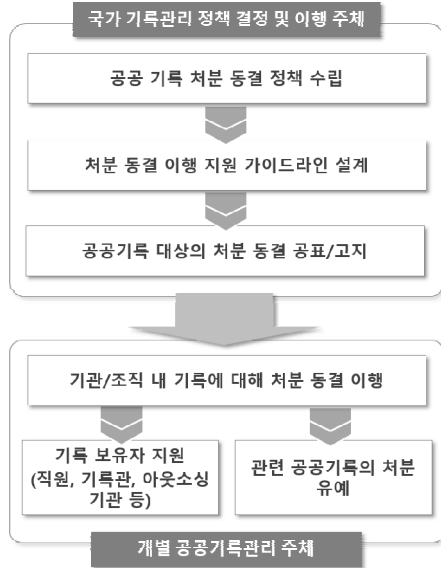 국가 기록관리 정책 결정 및 이행 주체
공공 기록 처분 동결 정책 수립
처분 동결 이행 지원 가이드라인 설계
공공기록 대상의 처분 동결 공표/고지
기관/조직 내 기록에 대해 처분 동결 이행
기록 보유자 지원
(직원, 기록관, 아웃소싱
기관 등)
관련 공공기록의 처분
유예
개별 공공기록관리 주체